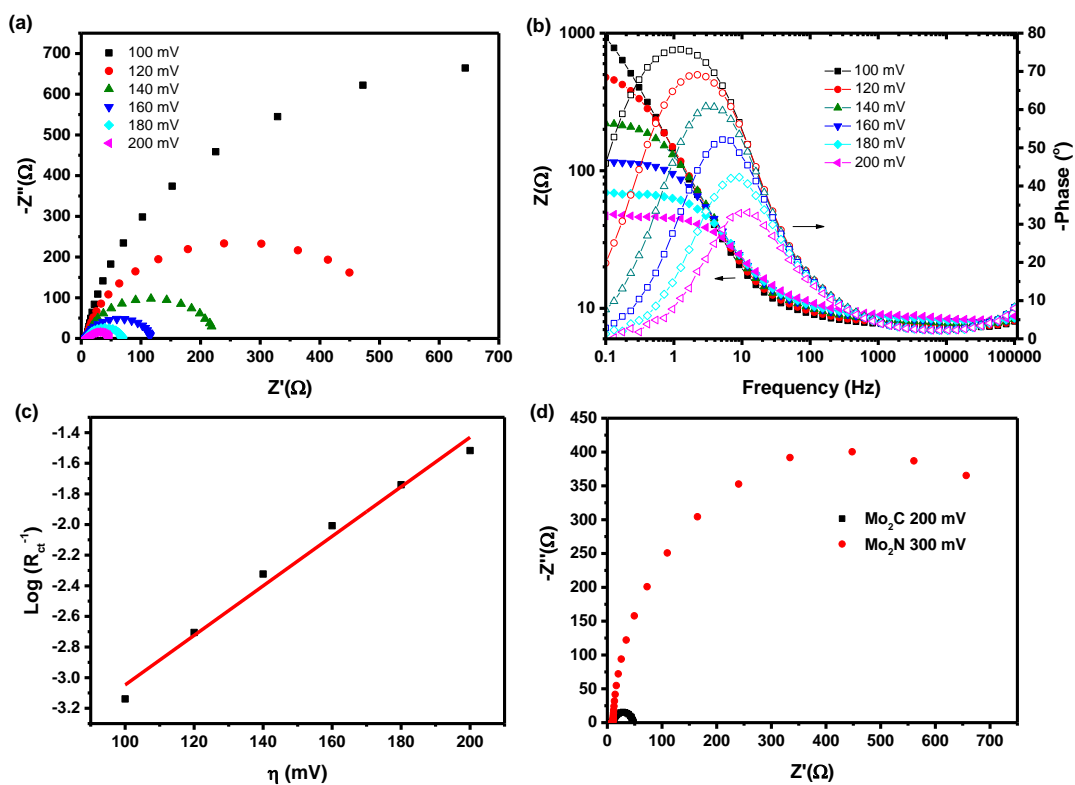 (a)
-Z''(Ω)
700
600
500
400
300
200
100
0
100 mV
120 mV
140 mV
160 mV
180 mV
200 mV
0 100 200 300 400 500 600 700
Z'(Ω)
(b)
Z(Ω)
1000
100
10
100 mV
120 mV
140 mV
160 mV
180 mV
200 mV
80
70
60
50
40
30
20
10
0
-Phase (°)
0.1 1 10 100 1000 10000 100000
Frequency (Hz)
(c)
Log (Rct⁻¹)
-1.4
-1.6
-1.8
-2.0
-2.2
-2.4
-2.6
-2.8
-3.0
-3.2
100 120 140 160 180 200
η (mV)
(d)
-Z''(Ω)
450
400
350
300
250
200
150
100
50
0
Mo₂C 200 mV
Mo₂N 300 mV
0 100 200 300 400 500 600 700
Z'(Ω)